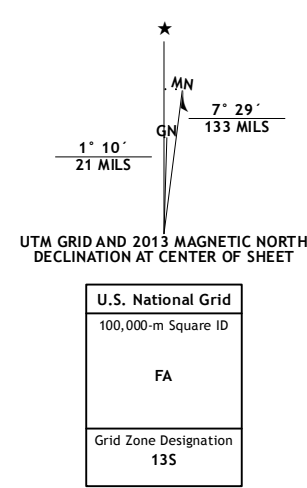 ★
MN
7° 29´
133 MILS
GN
1° 10´
21 MILS
UTM GRID AND 2013 MAGNETIC NORTH
DECLINATION AT CENTER OF SHEET
U.S. National Grid
100,000-m Square ID
FA
Grid Zone Designation
13S